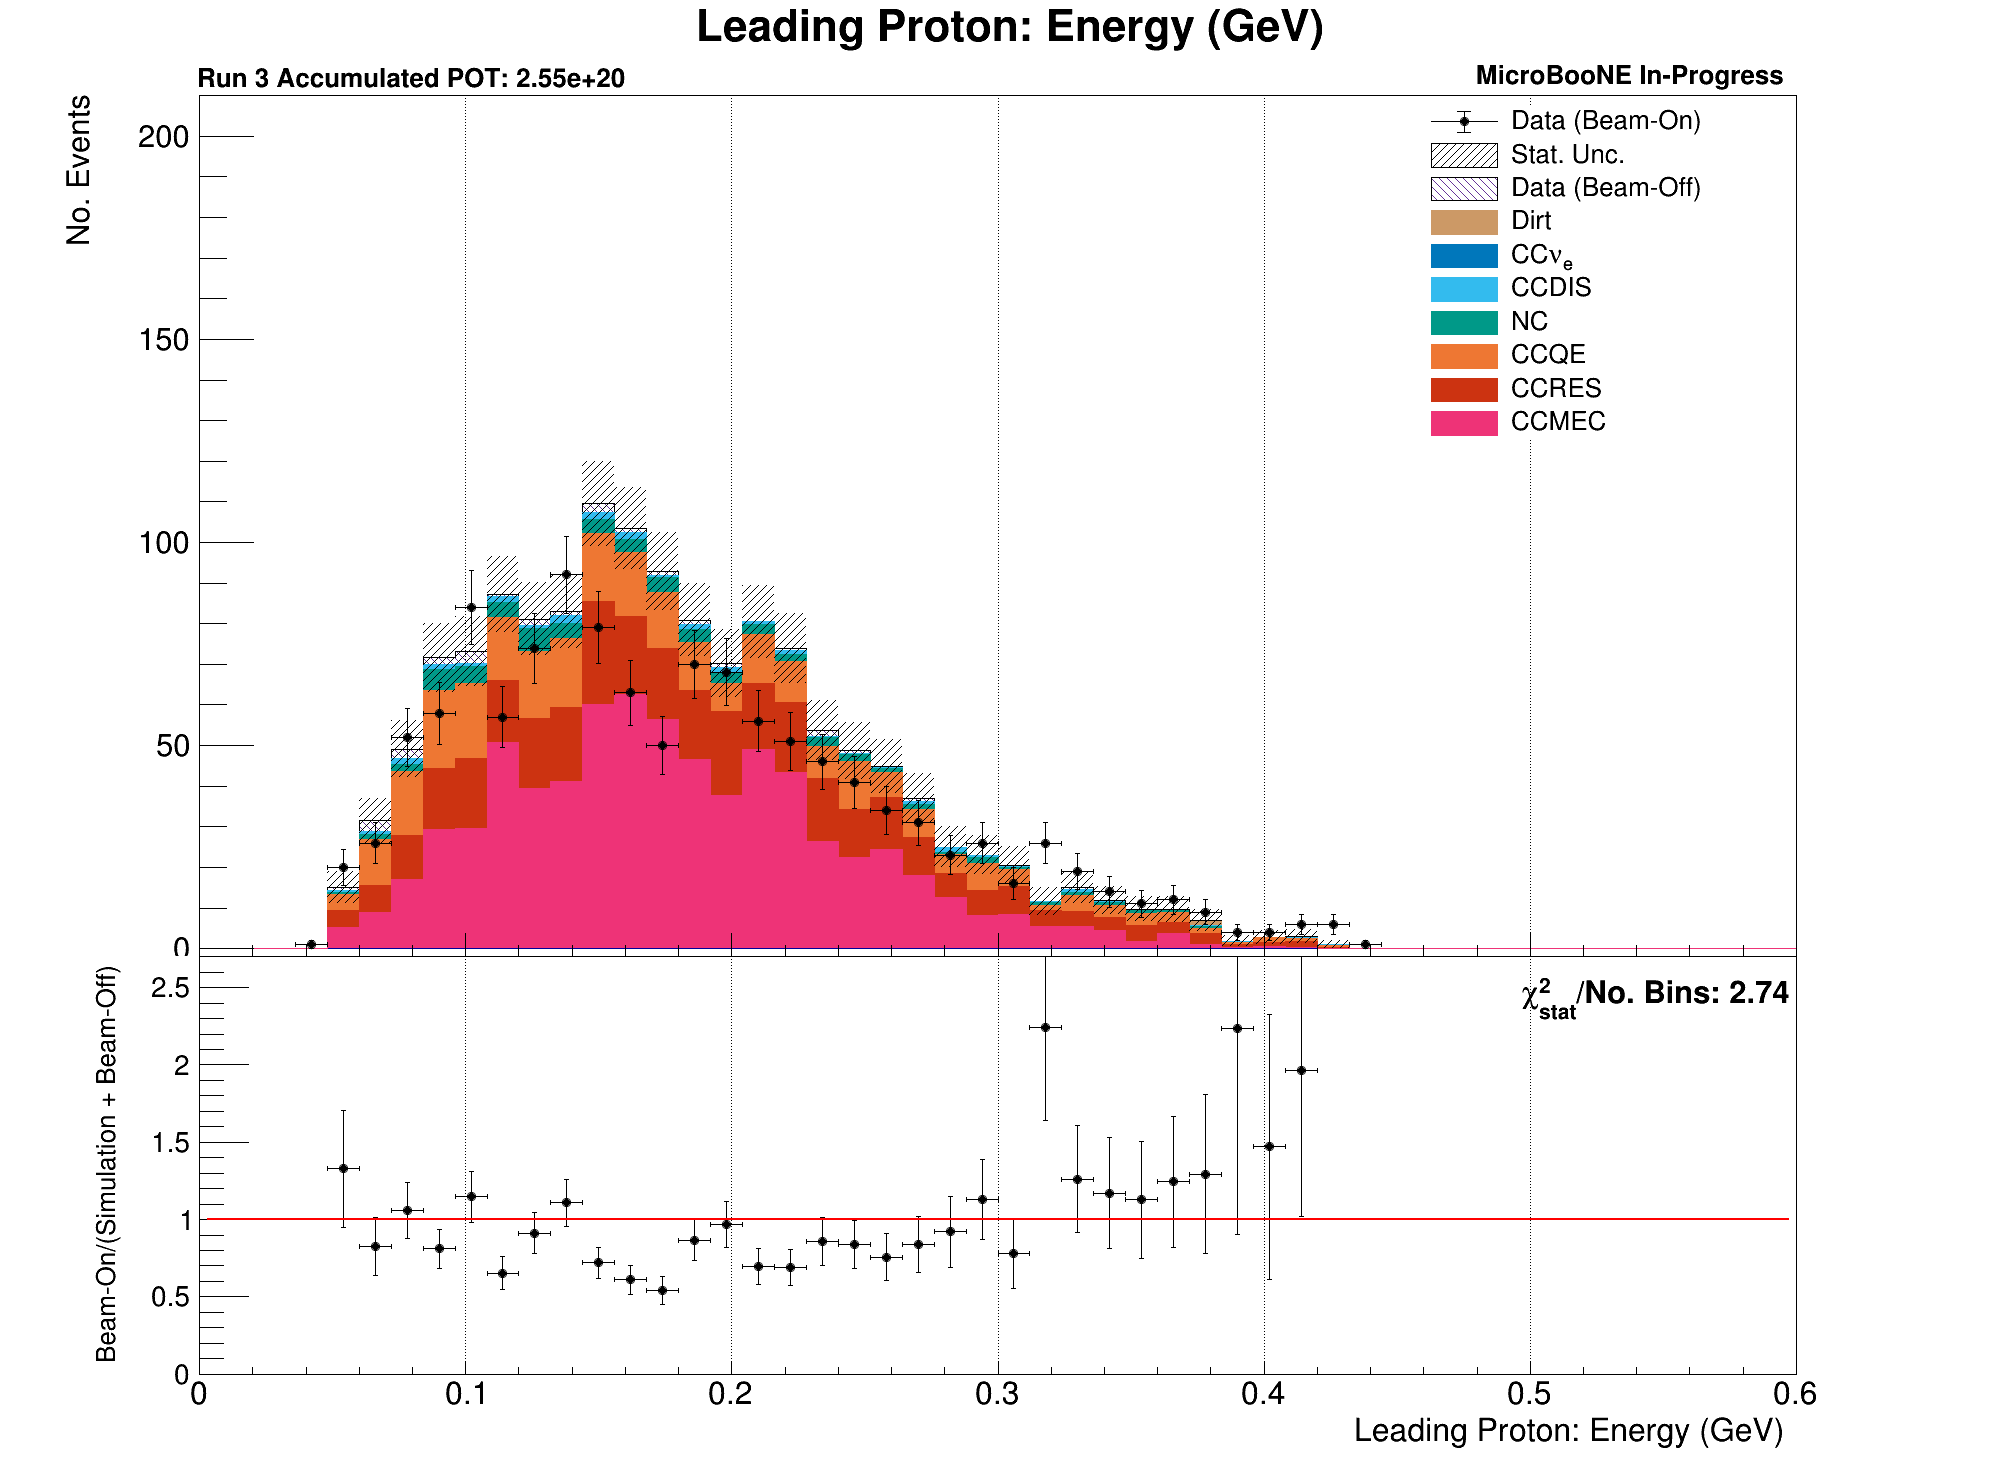 Leading Proton: Energy (GeV)
Run 3 Accumulated POT: 2.55e+20
MicroBooNE In-Progress
No. Events
200
150
100
50
0
Data (Beam-On)
Stat. Unc.
Data (Beam-Off)
Dirt
CCνe
CCDIS
NC
CCQE
CCRES
CCMEC
Beam-On/(Simulation + Beam-Off)
2.5
2
1.5
1
0.5
0
χ²stat/No. Bins: 2.74
0 0.1 0.2 0.3 0.4 0.5 0.6
Leading Proton: Energy (GeV)